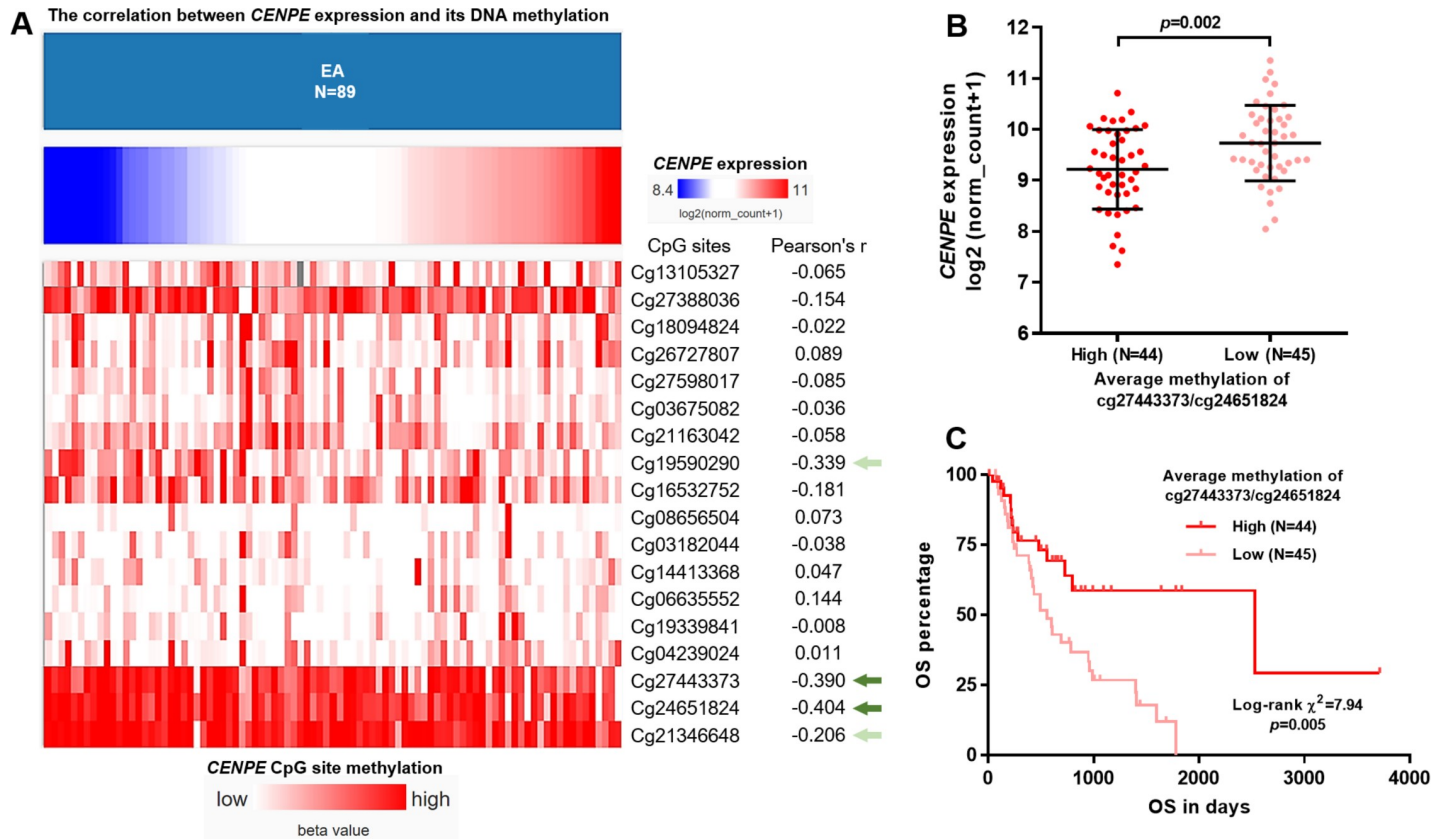 A
The correlation between CENPE expression and its DNA methylation
EA
N=89
CENPE expression
8.4 11
log2(norm_count+1)
CpG sites Pearson's r
Cg13105327 -0.065
Cg27388036 -0.154
Cg18094824 -0.022
Cg26727807 0.089
Cg27598017 -0.085
Cg03675082 -0.036
Cg21163042 -0.058
Cg19590290 -0.339
Cg16532752 -0.181
Cg08656504 0.073
Cg03182044 -0.038
Cg14413368 0.047
Cg06635552 0.144
Cg19339841 -0.008
Cg04239024 0.011
Cg27443373 -0.390
Cg24651824 -0.404
Cg21346648 -0.206
CENPE CpG site methylation
low high
beta value
B
p=0.002
CENPE expression
log2 (norm_count+1)
12
11
10
9
8
7
6
High (N=44) Low (N=45)
Average methylation of
cg27443373/cg24651824
C
Average methylation of
cg27443373/cg24651824
High (N=44)
Low (N=45)
OS percentage
100
75
50
25
0
Log-rank χ²=7.94
p=0.005
0 1000 2000 3000 4000
OS in days